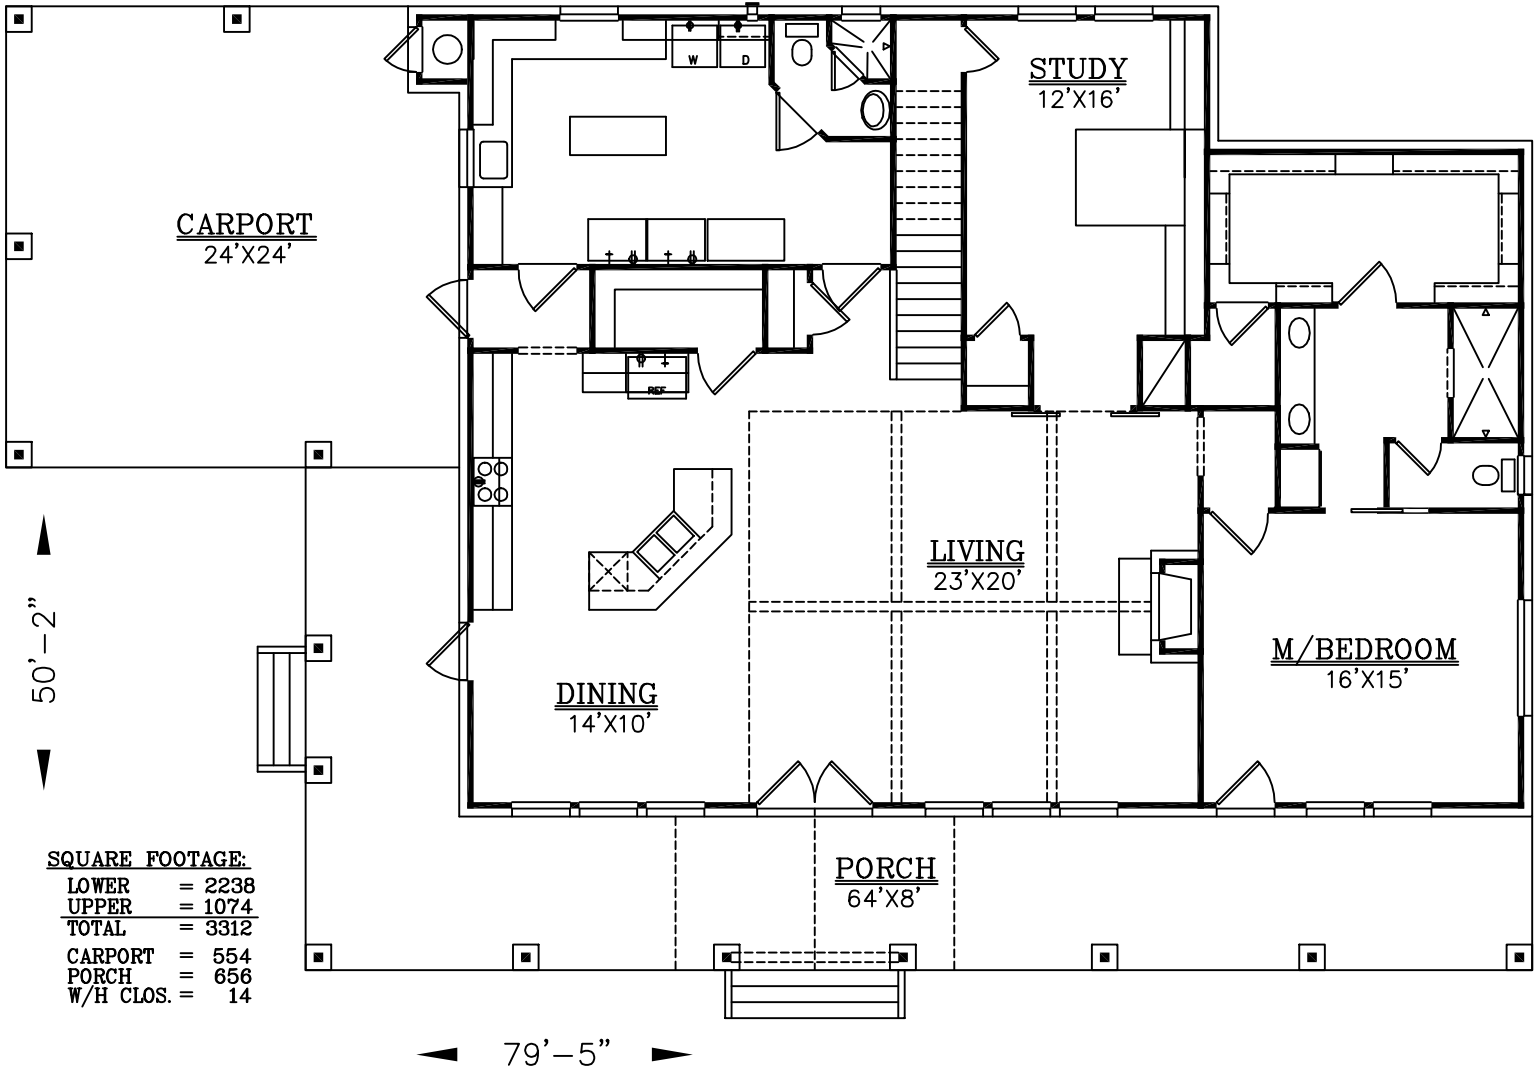 W
D
STUDY
12'X16'
CARPORT
24'X24'
REF
LIVING
23'X20'
50'-2"
M/BEDROOM
16'X15'
DINING
14'X10'
SQUARE FOOTAGE:
LOWER = 2238
UPPER = 1074
TOTAL = 3312
CARPORT = 554
PORCH = 656
W/H CLOS. = 14
PORCH
64'X8'
79'-5"